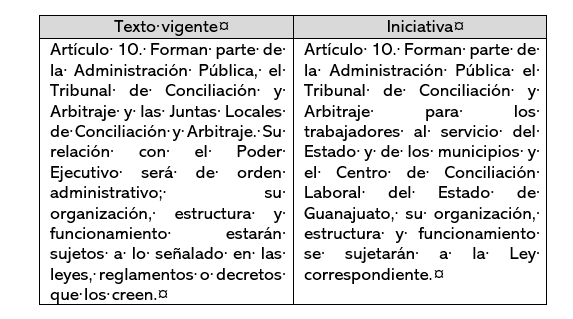 Texto vigente
Iniciativa
Artículo 10. Forman parte de
la Administración Pública, el
Tribunal de Conciliación y
Arbitraje y las Juntas Locales
de Conciliación y Arbitraje. Su
relación con el Poder
Ejecutivo será de orden
administrativo; su
organización, estructura y
funcionamiento estarán
sujetos a lo señalado en las
leyes, reglamentos o decretos
que los creen.
Artículo 10. Forman parte de
la Administración Pública el
Tribunal de Conciliación y
Arbitraje para los
trabajadores al servicio del
Estado y de los municipios y
el Centro de Conciliación
Laboral del Estado de
Guanajuato, su organización,
estructura y funcionamiento
se sujetarán a la Ley
correspondiente.